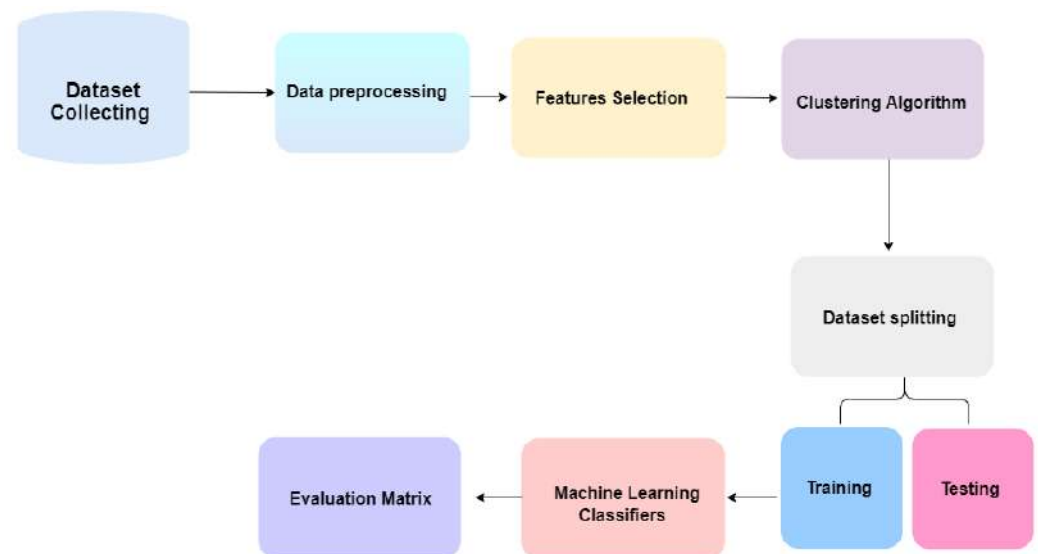 Dataset
Collecting
Data preprocessing
Features Selection
Clustering Algorithm
Dataset splitting
Training
Testing
Machine Learning
Classifiers
Evaluation Matrix